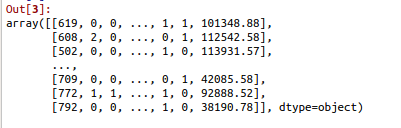 Out[3]:
array([[619, 0, 0, ..., 1, 1, 101348.88],
[608, 2, 0, ..., 0, 1, 112542.58],
[502, 0, 0, ..., 1, 0, 113931.57],
...,
[709, 0, 0, ..., 0, 1, 42085.58],
[772, 1, 1, ..., 1, 0, 92888.52],
[792, 0, 0, ..., 1, 0, 38190.78]], dtype=object)